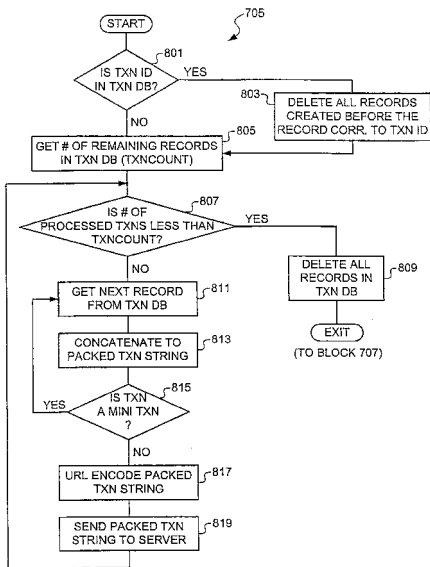 705
START
801
IS TXN ID
IN TXN DB?
YES
803
DELETE ALL RECORDS
CREATED BEFORE THE
RECORD CORR. TO TXN ID
NO
805
GET # OF REMAINING RECORDS
IN TXN DB (TXNCOUNT)
807
IS # OF
PROCESSED TXNS LESS THAN
TXNCOUNT?
YES
809
DELETE ALL
RECORDS IN
TXN DB
EXIT
(TO BLOCK 707)
NO
811
GET NEXT RECORD
FROM TXN DB
813
CONCATENATE TO
PACKED TXN STRING
815
IS TXN
A MINI TXN
?
YES
NO
817
URL ENCODE PACKED
TXN STRING
819
SEND PACKED TXN
STRING TO SERVER